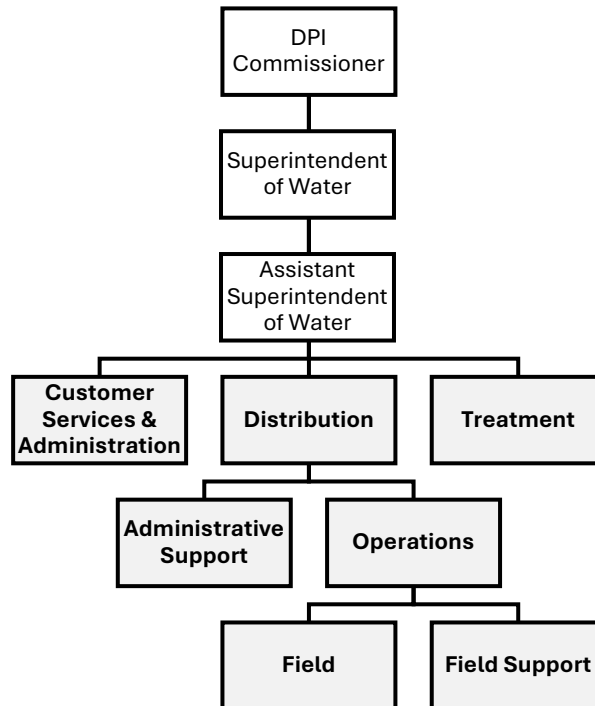 DPI
Commissioner
Superintendent
of Water
Assistant
Superintendent
of Water
Customer
Services &
Administration
Distribution
Treatment
Administrative
Support
Operations
Field
Field Support